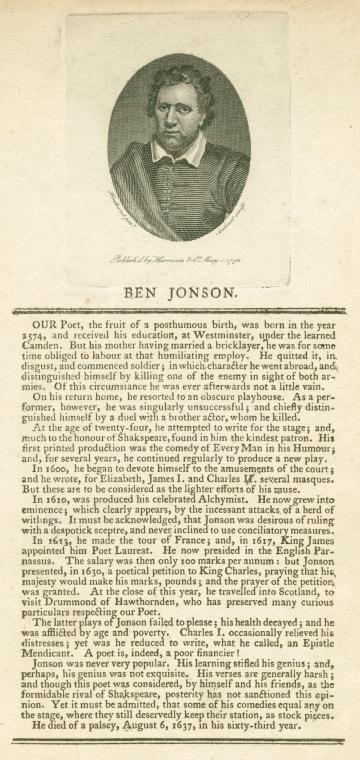 Publish'd by Harrison & Co. May 1. 1794
BEN JONSON.
OUR Poet, the fruit of a posthumous birth, was born in the year
1574, and received his education, at Westminster, under the learned
Camden. But his mother having married a bricklayer, he was for some
time obliged to labour at that humiliating employ. He quitted it, in
disgust, and commenced soldier; in which character he went abroad, and
distinguished himself by killing one of the enemy in sight of both ar-
mies. Of this circumstance he was ever afterwards not a little vain.
On his return home, he resorted to an obscure playhouse. As a per-
former, however, he was singularly unsuccessful; and chiefly distin-
guished himself by a duel with a brother actor, whom he killed.
At the age of twenty-four, he attempted to write for the stage; and,
much to the honour of Shakspeare, found in him the kindest patron. His
first printed production was the comedy of Every Man in his Humour;
and, for several years, he continued regularly to produce a new play.
In 1600, he began to devote himself to the amusements of the court;
and he wrote, for Elizabeth, James I. and Charles several masques.
But these are to be considered as the lighter efforts of his muse.
In 1610, was produced his celebrated Alchymist. He now grew into
eminence; which clearly appears, by the incessant attacks of a herd of
witlings. It must be acknowledged, that Jonson was desirous of ruling
with a despotick sceptre, and never inclined to use conciliatory measures.
In 1613, he made the tour of France; and, in 1617, King James
appointed him Poet Laureat. He now presided in the English Par-
nassus. The salary was then only 100 marks per annum: but Jonson
presented, in 1630, a poetical petition to King Charles, praying that his
majesty would make his marks, pounds; and the prayer of the petition,
was granted. At the close of this year, he travelled into Scotland, to
visit Drummond of Hawthornden, who has preserved many curious
particulars respecting our Poet.
The latter plays of Jonson failed to please; his health decayed; and he
was afflicted by age and poverty. Charles I. occasionally relieved his
distresses; yet he was reduced to write, what he called, an Epistle
Mendicant. A poet is, indeed, a poor financier!
Jonson was never very popular. His learning stifled his genius; and,
perhaps, his genius was not exquisite. His verses are generally harsh;
and though this poet was considered, by himself and his friends, as the
formidable rival of Shakspeare, posterity has not sanctioned this opi-
nion. Yet it must be admitted, that some of his comedies equal any on
the stage, where they still deservedly keep their station, as stock pieces.
He died of a palsey, August 6, 1637, in his sixty-third year.